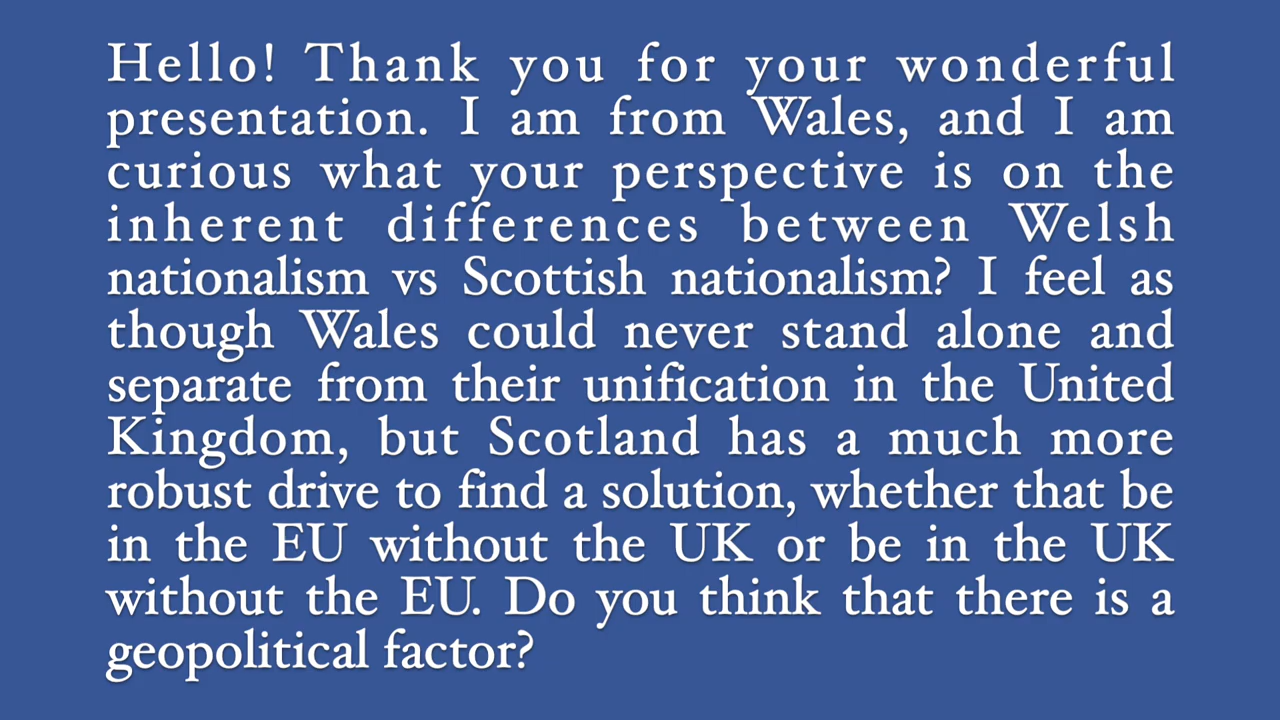 Hello! Thank you for your wonderful
presentation. I am from Wales, and I am
curious what your perspective is on the
inherent differences between Welsh
nationalism vs Scottish nationalism? I feel as
though Wales could never stand alone and
separate from their unification in the United
Kingdom, but Scotland has a much more
robust drive to find a solution, whether that be
in the EU without the UK or be in the UK
without the EU. Do you think that there is a
geopolitical factor?